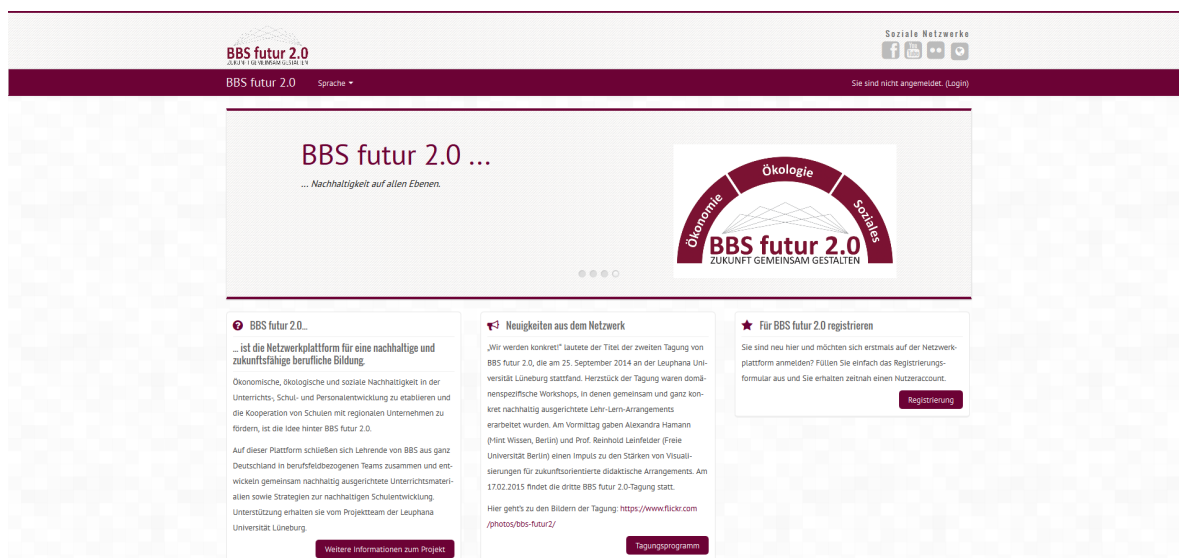 BBS futur 2.0
ZUKUNFT GEMEINSAM GESTALTEN
Soziale Netzwerke
You
Tube
BBS futur 2.0
Sprache
Sie sind nicht angemeldet. (Login)
BBS futur 2.0 ...
... Nachhaltigkeit auf allen Ebenen.
Ökonomie
Ökologie
Soziales
BBS futur 2.0
ZUKUNFT GEMEINSAM GESTALTEN
BBS futur 2.0...
... ist die Netzwerkplattform für eine nachhaltige und
zukunftsfähige berufliche Bildung.
Ökonomische, ökologische und soziale Nachhaltigkeit in der
Unterrichts-, Schul- und Personalentwicklung zu etablieren und
die Kooperation von Schulen mit regionalen Unternehmen zu
fördern, ist die Idee hinter BBS futur 2.0.
Auf dieser Plattform schließen sich Lehrende von BBS aus ganz
Deutschland in berufsfeldbezogenen Teams zusammen und ent-
wickeln gemeinsam nachhaltig ausgerichtete Unterrichtsmateri-
alien sowie Strategien zur nachhaltigen Schulentwicklung.
Unterstützung erhalten sie vom Projektteam der Leuphana
Universität Lüneburg.
Weitere Informationen zum Projekt
Neuigkeiten aus dem Netzwerk
„Wir werden konkret!" lautete der Titel der zweiten Tagung von
BBS futur 2.0, die am 25. September 2014 an der Leuphana Uni-
versität Lüneburg stattfand. Herzstück der Tagung waren domä-
nenspezifische Workshops, in denen gemeinsam und ganz kon-
kret nachhaltig ausgerichtete Lehr-Lern-Arrangements
erarbeitet wurden. Am Vormittag gaben Alexandra Hamann
(Mint Wissen, Berlin) und Prof. Reinhold Leinfelder (Freie
Universität Berlin) einen Impuls zu den Stärken von Visuali-
sierungen für zukunftsorientierte didaktische Arrangements. Am
17.02.2015 findet die dritte BBS futur 2.0-Tagung statt.
Hier geht's zu den Bildern der Tagung: https://www.flickr.com
/photos/bbs-futur2/
Tagungsprogramm
Für BBS futur 2.0 registrieren
Sie sind neu hier und möchten sich erstmals auf der Netzwerk-
plattform anmelden? Füllen Sie einfach das Registrierungs-
formular aus und Sie erhalten zeitnah einen Nutzeraccount.
Registrierung